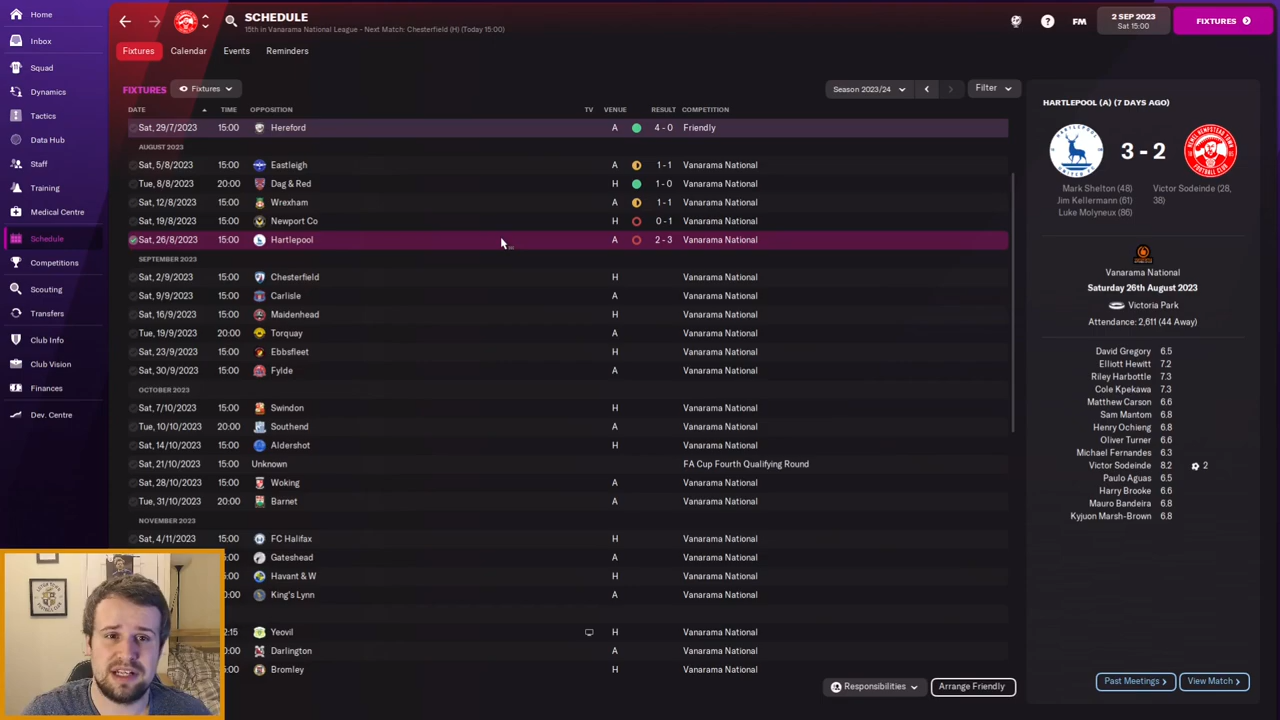 Home
Inbox
Squad
Dynamics
Tactics
Data Hub
Staff
Training
Medical Centre
Schedule
Competitions
Scouting
Transfers
Club Info
Club Vision
Finances
Dev. Centre
SCHEDULE
15th in Vanarama National League - Next Match: Chesterfield (H) (Today 15:00)
FM
2 SEP 2023
Sat 15:00
FIXTURES
Fixtures Calendar Events Reminders
FIXTURES Fixtures
Season 2023/24 Filter
DATE TIME OPPOSITION TV VENUE RESULT COMPETITION
Sat, 29/7/2023 15:00 Hereford A 4 - 0 Friendly
AUGUST 2023
Sat, 5/8/2023 15:00 Eastleigh A 1 - 1 Vanarama National
Tue, 8/8/2023 20:00 Dag & Red H 1 - 0 Vanarama National
Sat, 12/8/2023 15:00 Wrexham A 1 - 1 Vanarama National
Sat, 19/8/2023 15:00 Newport Co H 0 - 1 Vanarama National
Sat, 26/8/2023 15:00 Hartlepool A 2 - 3 Vanarama National
SEPTEMBER 2023
Sat, 2/9/2023 15:00 Chesterfield H Vanarama National
Sat, 9/9/2023 15:00 Carlisle A Vanarama National
Sat, 16/9/2023 15:00 Maidenhead H Vanarama National
Tue, 19/9/2023 20:00 Torquay A Vanarama National
Sat, 23/9/2023 15:00 Ebbsfleet H Vanarama National
Sat, 30/9/2023 15:00 Fylde A Vanarama National
OCTOBER 2023
Sat, 7/10/2023 15:00 Swindon H Vanarama National
Tue, 10/10/2023 20:00 Southend A Vanarama National
Sat, 14/10/2023 15:00 Aldershot H Vanarama National
Sat, 21/10/2023 15:00 Unknown FA Cup Fourth Qualifying Round
Sat, 28/10/2023 15:00 Woking A Vanarama National
Tue, 31/10/2023 20:00 Barnet A Vanarama National
NOVEMBER 2023
Sat, 4/11/2023 15:00 FC Halifax H Vanarama National
Gateshead A Vanarama National
Havant & W H Vanarama National
King's Lynn A Vanarama National
Yeovil H Vanarama National
Darlington A Vanarama National
Bromley H Vanarama National
Responsibilities Arrange Friendly
HARTLEPOOL (A) (7 DAYS AGO)
3 - 2
Mark Shelton (48)
Jim Kellermann (61)
Luke Molyneux (86)
Victor Sodeinde (28,
38)
Vanarama National
Saturday 26th August 2023
Victoria Park
Attendance: 2,611 (44 Away)
David Gregory 6.5
Elliott Hewitt 7.2
Riley Harbottle 7.3
Cole Kpekawa 7.3
Matthew Carson 6.6
Sam Mantom 6.8
Henry Ochieng 6.8
Oliver Turner 6.6
Michael Fernandes 6.3
Victor Sodeinde 8.2 2
Paulo Aguas 6.5
Harry Brooke 6.6
Mauro Bandeira 6.8
Kyjuon Marsh-Brown 6.8
Past Meetings View Match